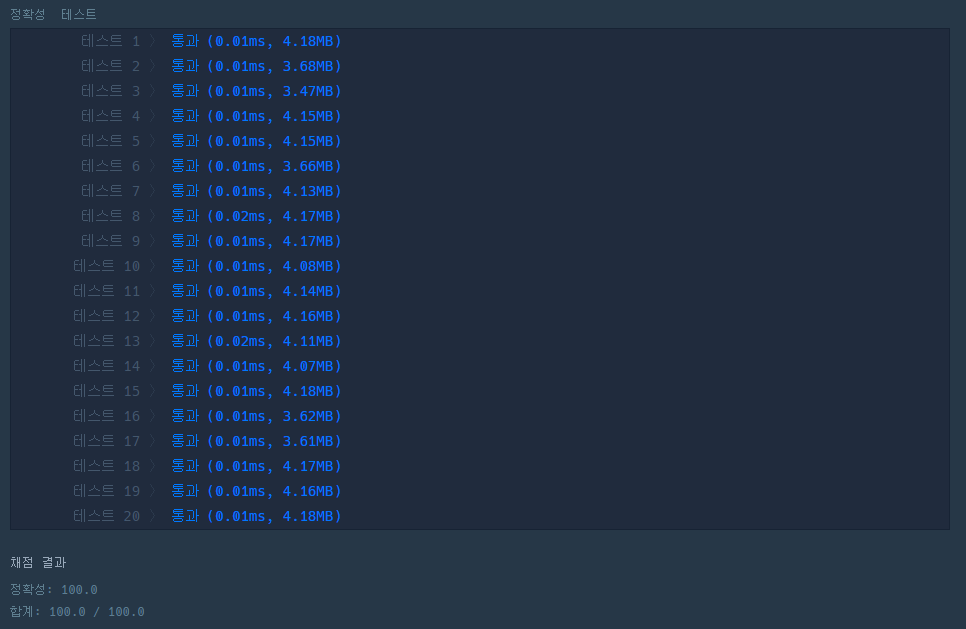 정확성 테스트
테스트 1 〉 통과 (0.01ms, 4.18MB)
테스트 2 〉 통과 (0.01ms, 3.68MB)
테스트 3 〉 통과 (0.01ms, 3.47MB)
테스트 4 〉 통과 (0.01ms, 4.15MB)
테스트 5 〉 통과 (0.01ms, 4.15MB)
테스트 6 〉 통과 (0.01ms, 3.66MB)
테스트 7 〉 통과 (0.01ms, 4.13MB)
테스트 8 〉 통과 (0.02ms, 4.17MB)
테스트 9 〉 통과 (0.01ms, 4.17MB)
테스트 10 〉 통과 (0.01ms, 4.08MB)
테스트 11 〉 통과 (0.01ms, 4.14MB)
테스트 12 〉 통과 (0.01ms, 4.16MB)
테스트 13 〉 통과 (0.02ms, 4.11MB)
테스트 14 〉 통과 (0.01ms, 4.07MB)
테스트 15 〉 통과 (0.01ms, 4.18MB)
테스트 16 〉 통과 (0.01ms, 3.62MB)
테스트 17 〉 통과 (0.01ms, 3.61MB)
테스트 18 〉 통과 (0.01ms, 4.17MB)
테스트 19 〉 통과 (0.01ms, 4.16MB)
테스트 20 〉 통과 (0.01ms, 4.18MB)
채점 결과
정확성: 100.0
합계: 100.0 / 100.0